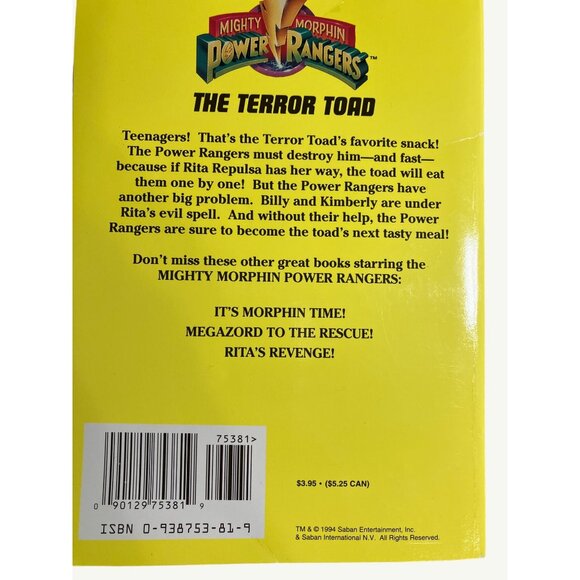 MIGHTY MORPHIN
POWER RANGERS™
THE TERROR TOAD
Teenagers! That's the Terror Toad's favorite snack!
The Power Rangers must destroy him—and fast—
because if Rita Repulsa has her way, the toad will eat
them one by one! But the Power Rangers have
another big problem. Billy and Kimberly are under
Rita's evil spell. And without their help, the Power
Rangers are sure to become the toad's next tasty meal!
Don't miss these other great books starring the
MIGHTY MORPHIN POWER RANGERS:
IT'S MORPHIN TIME!
MEGAZORD TO THE RESCUE!
RITA'S REVENGE!
75381>
0 90129 75381 9
ISBN 0-938753-81-9
$3.95 • ($5.25 CAN)
TM & © 1994 Saban Entertainment, Inc.
& Saban International N.V. All Rights Reserved.